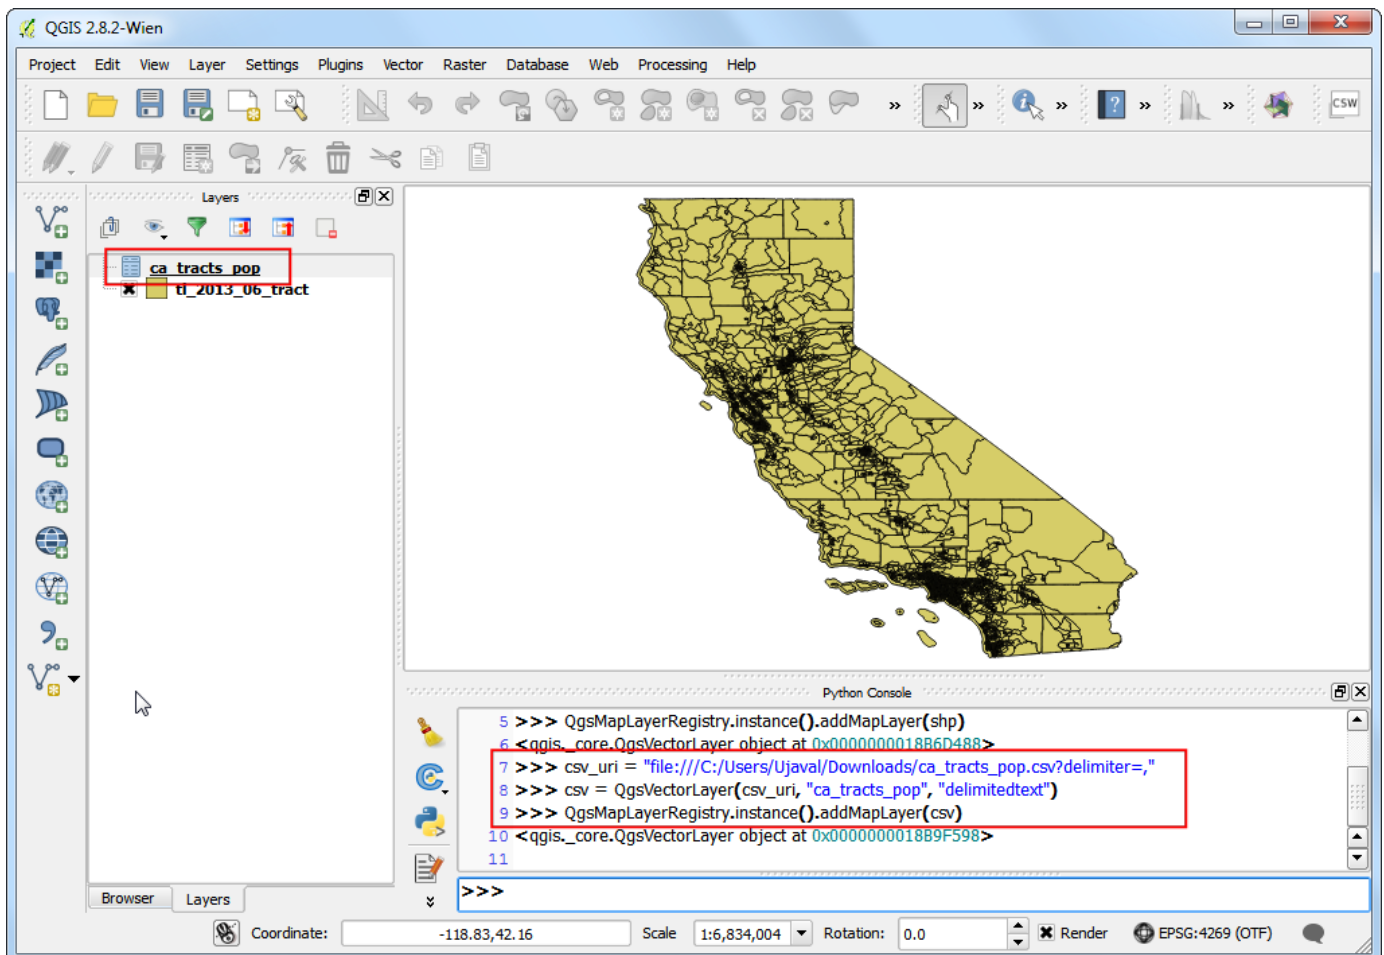 QGIS 2.8.2-Wien
Project Edit View Layer Settings Plugins Vector Raster Database Web Processing Help
» » » » »
? CSW
Layers
ca_tracts_pop
tl_2013_06_tract
Python Console
5 >>> QgsMapLayerRegistry.instance().addMapLayer(shp)
6 <qgis._core.QgsVectorLayer object at 0x0000000018B6D488>
7 >>> csv_uri = "file:///C:/Users/Ujaval/Downloads/ca_tracts_pop.csv?delimiter=,"
8 >>> csv = QgsVectorLayer(csv_uri, "ca_tracts_pop", "delimitedtext")
9 >>> QgsMapLayerRegistry.instance().addMapLayer(csv)
10 <qgis._core.QgsVectorLayer object at 0x0000000018B9F598>
11
>>>
Browser Layers
Coordinate: -118.83,42.16 Scale 1:6,834,004 Rotation: 0.0 Render EPSG:4269 (OTF)